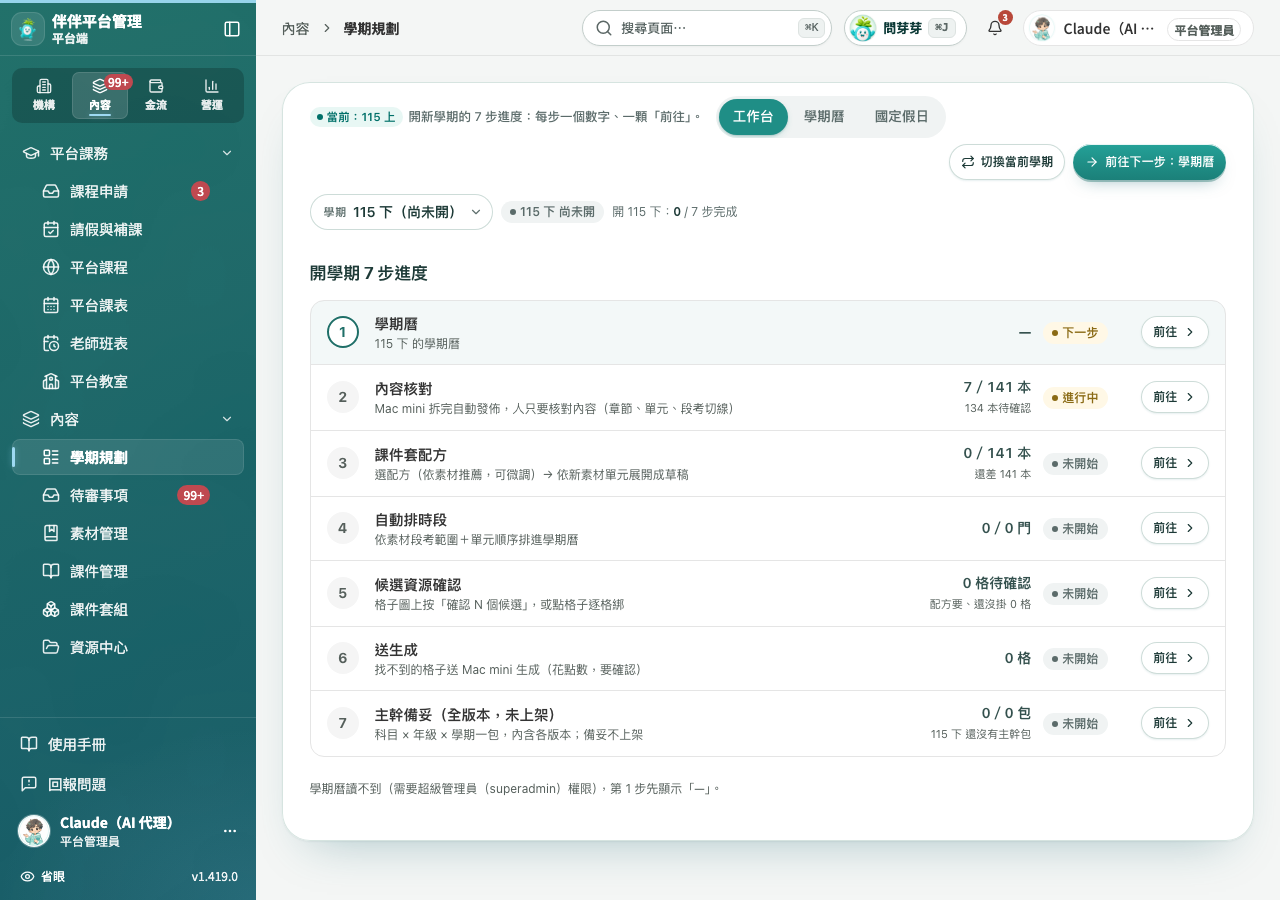 伴伴平台管理
平台端
機構
內容
99+
金流
營運
平台課務
課程申請
3
請假與補課
平台課程
平台課表
老師班表
平台教室
內容
學期規劃
待審事項
99+
素材管理
課件管理
課件套組
資源中心
使用手冊
回報問題
Claude（AI 代理）
平台管理員
省眼
v1.419.0
內容
學期規劃
搜尋頁面…
⌘K
問芽芽
⌘J
3
Claude（AI …
平台管理員
當前：115 上
開新學期的 7 步進度：每步一個數字、一顆「前往」。
工作台
學期曆
國定假日
切換當前學期
前往下一步：學期曆
學期
115 下（尚未開）
115 下 尚未開
開 115 下：0 / 7 步完成
開學期 7 步進度
1
學期曆
115 下 的學期曆
—
下一步
前往
2
內容核對
Mac mini 拆完自動發佈，人只要核對內容（章節、單元、段考切線）
7 / 141 本
134 本待確認
進行中
前往
3
課件套配方
選配方（依素材推薦，可微調）→ 依新素材單元展開成草稿
0 / 141 本
還差 141 本
未開始
前往
4
自動排時段
依素材段考範圍＋單元順序排進學期曆
0 / 0 門
未開始
前往
5
候選資源確認
格子圖上按「確認 N 個候選」，或點格子逐格綁
0 格待確認
配方要、還沒掛 0 格
未開始
前往
6
送生成
找不到的格子送 Mac mini 生成（花點數，要確認）
0 格
未開始
前往
7
主幹備妥（全版本，未上架）
科目 × 年級 × 學期一包，內含各版本；備妥不上架
0 / 0 包
115 下 還沒有主幹包
未開始
前往
學期曆讀不到（需要超級管理員（superadmin）權限），第 1 步先顯示「—」。